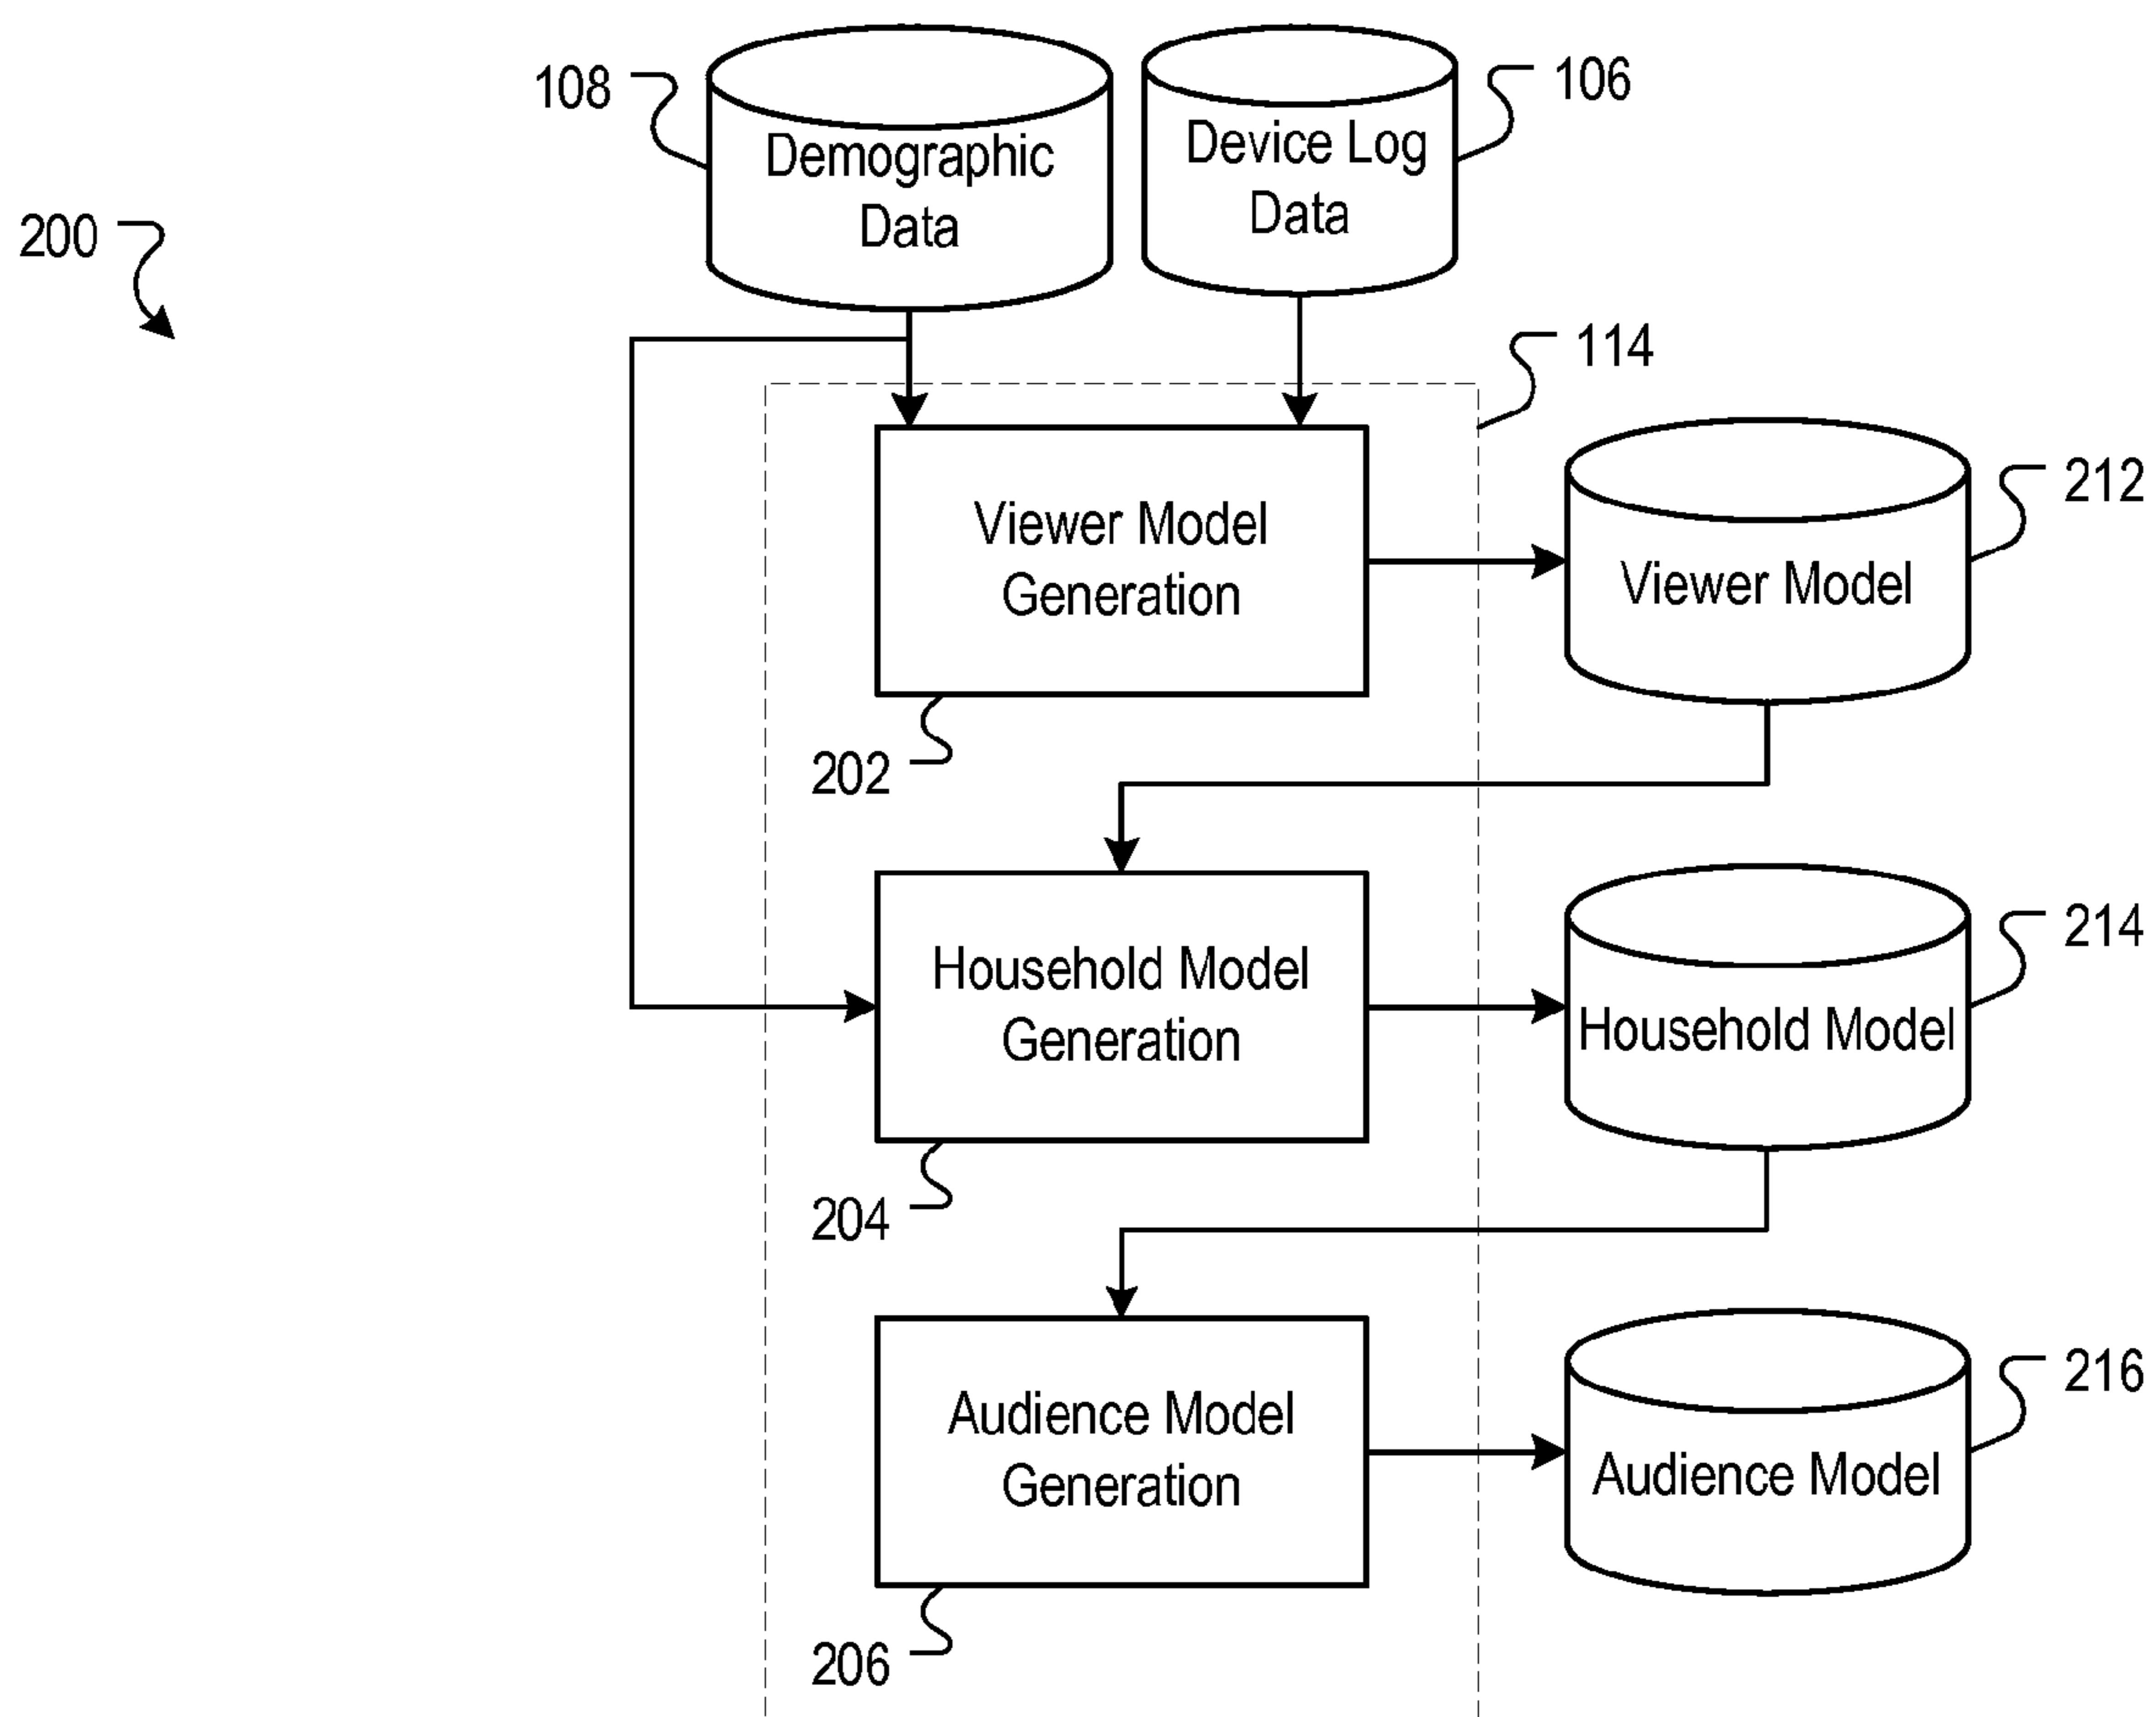 108
Demographic
Data
Device Log
Data
106
200
114
Viewer Model
Generation
202
Viewer Model
212
Household Model
Generation
204
Household Model
214
Audience Model
Generation
206
Audience Model
216